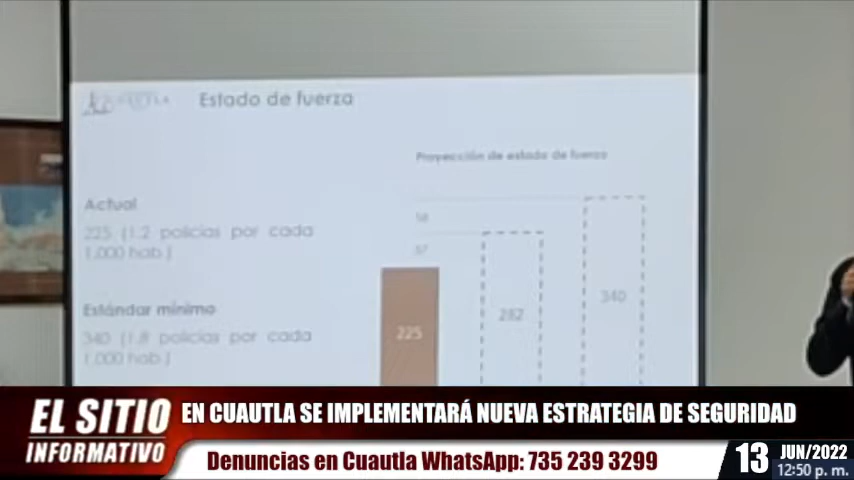 Estado de fuerza
Proyección de estado de fuerza
Actual
225 (1.2 policías por cada
1,000 hab.)
Estándar mínimo
340 (1.8 policías por cada
1,000 hab.)
58
57
225
282
340
EL SITIO
INFORMATIVO
EN CUAUTLA SE IMPLEMENTARÁ NUEVA ESTRATEGIA DE SEGURIDAD
Denuncias en Cuautla WhatsApp: 735 239 3299
13
JUN/2022
12:50 p. m.